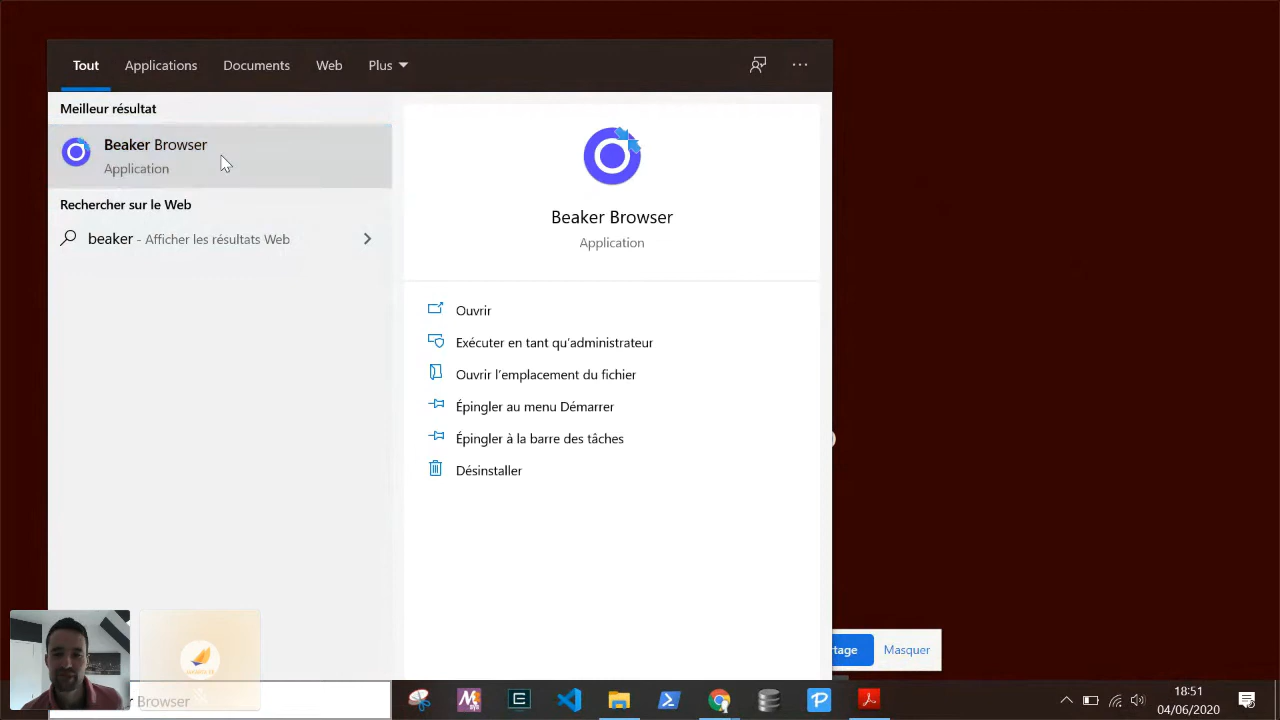 Tout Applications Documents Web Plus
Meilleur résultat
Beaker Browser
Application
Rechercher sur le Web
beaker - Afficher les résultats Web
Beaker Browser
Application
Ouvrir
Exécuter en tant qu'administrateur
Ouvrir l'emplacement du fichier
Épingler au menu Démarrer
Épingler à la barre des tâches
Désinstaller
tage Masquer
r Browser
18:51
04/06/2020